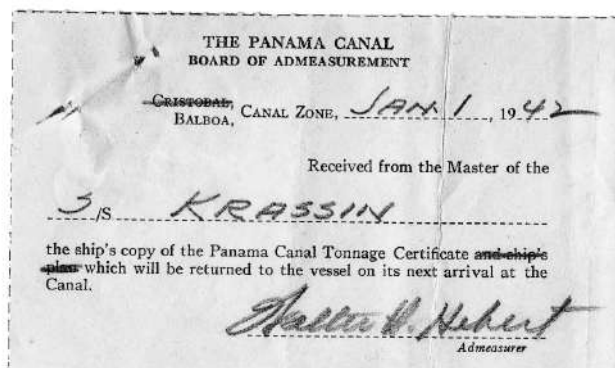 THE PANAMA CANAL
BOARD OF ADMEASUREMENT
CRISTOBAL,
BALBOA, CANAL ZONE, JAN. 1, 1942
Received from the Master of the
S/S KRASSIN
the ship's copy of the Panama Canal Tonnage Certificate and ship's
plan which will be returned to the vessel on its next arrival at the
Canal.
Walter H. Hebert
Admeasurer